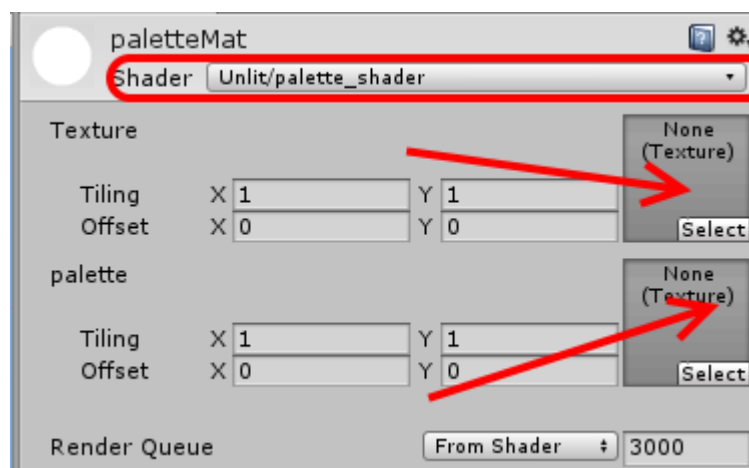 paletteMat
Shader Unlit/palette_shader
Texture
None
(Texture)
Tiling X 1 Y 1
Offset X 0 Y 0
Select
palette
None
(Texture)
Tiling X 1 Y 1
Offset X 0 Y 0
Select
Render Queue From Shader 3000